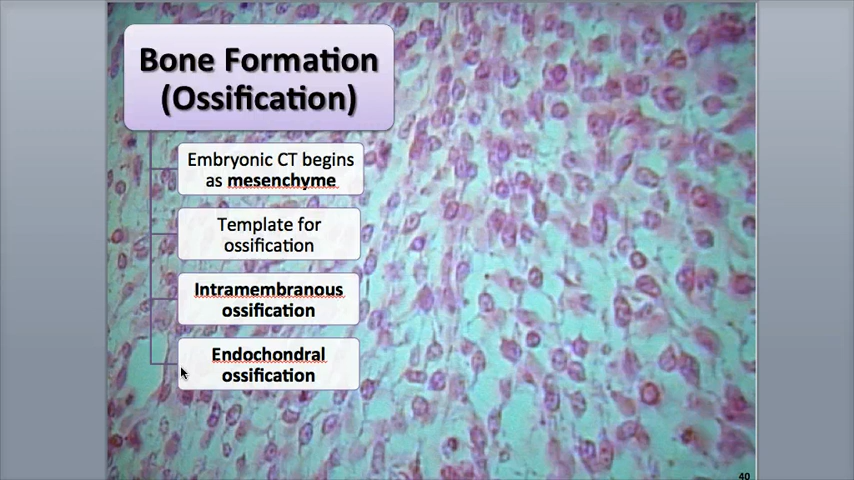 Bone Formation
(Ossification)
Embryonic CT begins
as mesenchyme
Template for
ossification
Intramembranous
ossification
Endochondral
ossification
40